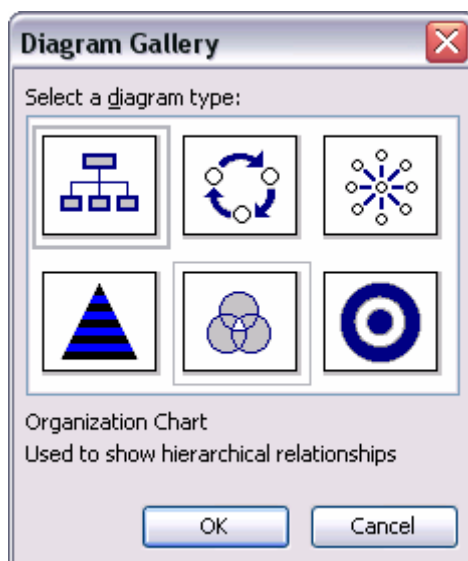 Diagram Gallery
Select a diagram type:
Organization Chart
Used to show hierarchical relationships
OK
Cancel